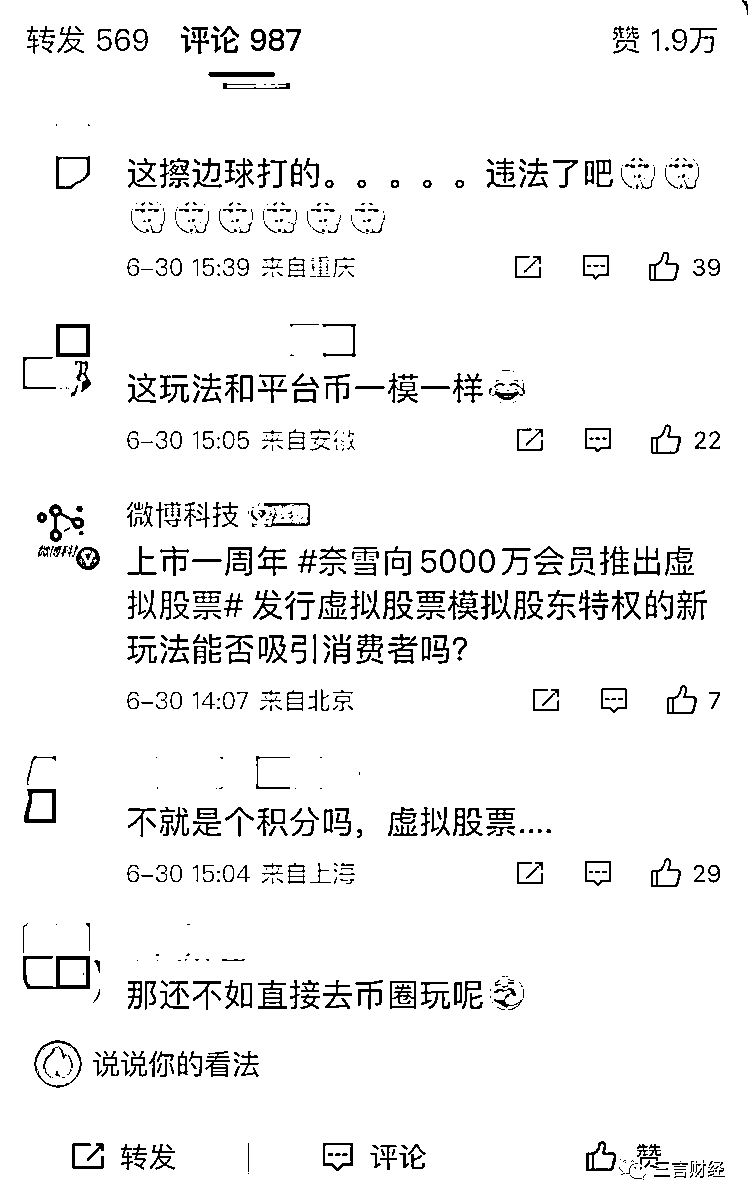 转发 569 评论 987 赞 1.9万
这擦边球打的。。。。。违法了吧
6-30 15:39 来自重庆 39
这玩法和平台币一模一样
6-30 15:05 来自安徽 22
微博科技
微博科技
上市一周年 #奈雪向5000万会员推出虚
拟股票# 发行虚拟股票模拟股东特权的新
玩法能否吸引消费者吗?
6-30 14:07 来自北京 7
不就是个积分吗，虚拟股票....
6-30 15:04 来自上海 29
那还不如直接去币圈玩呢
说说你的看法
转发 评论 赞
三言财经